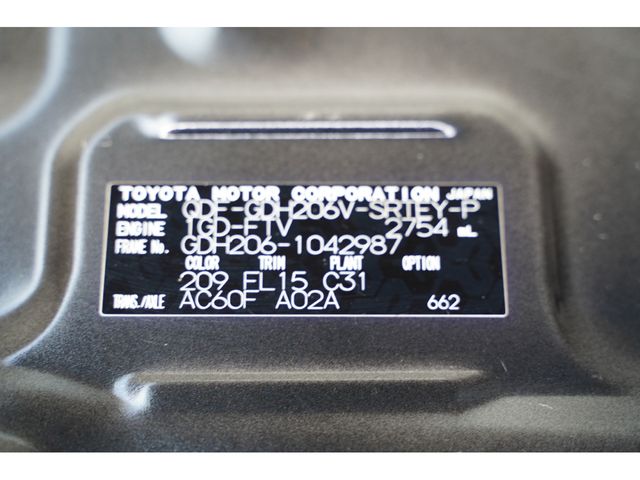 TOYOTA MOTOR CORPORATION JAPAN
MODEL QDF-GDH206V-SRTEY-P
ENGINE 1GD-FTV 2754 mL
FRAME No. GDH206-1042987
COLOR TRIM PLANT OPTION
209 FL15 C31
TRANS./AXLE AC60F A02A 662